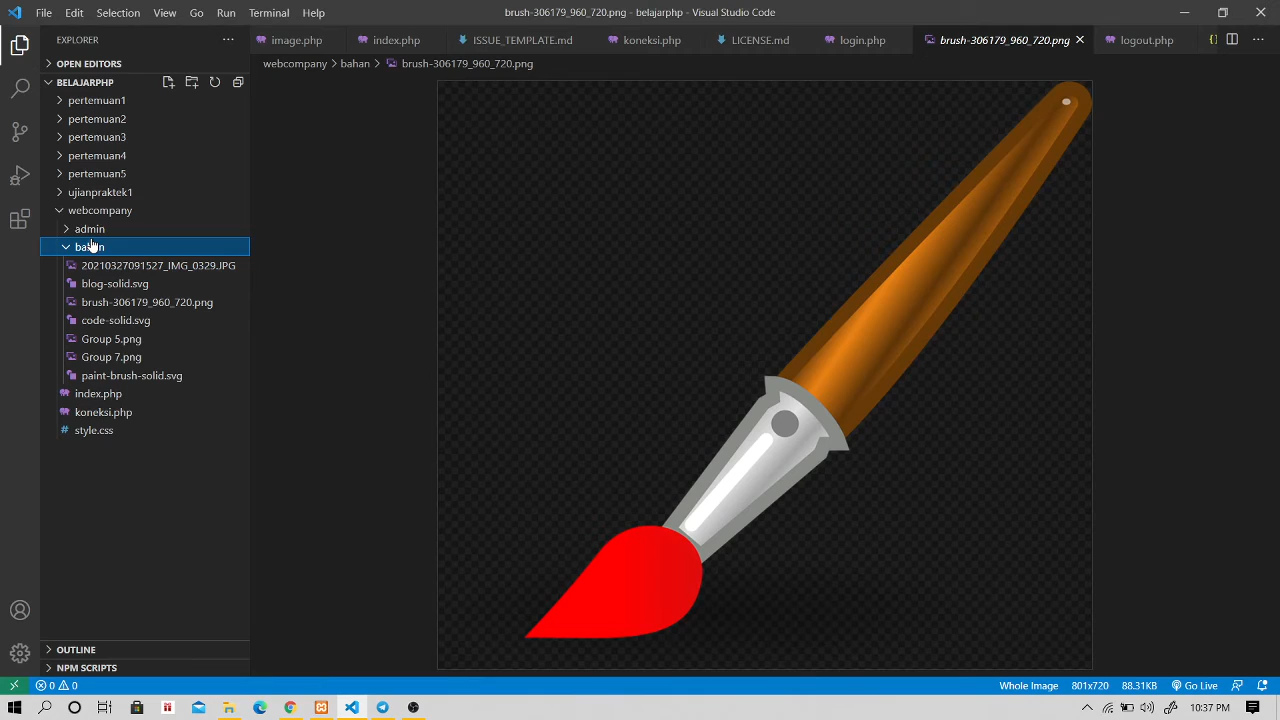 File Edit View Go Run Terminal Help
brush-306179_960_720.png - belajarphp - Visual Studio Code
EXPLORER
image.php index.php ISSUE_TEMPLATE.md koneksi.php LICENSE.md login.php brush-306179_960_720.png logout.php
OPEN EDITORS
webcompany bahan brush-306179_960_720.png
BELAJARPHP
pertemuan1
pertemuan2
pertemuan3
pertemuan4
pertemuan5
ujianpraktek1
webcompany
admin
bahan
20210327091527_IMG_0329.JPG
blog-solid.svg
brush-306179_960_720.png
code-solid.svg
Group 5.png
Group 7.png
paint-brush-solid.svg
index.php
koneksi.php
style.css
OUTLINE
NPM SCRIPTS
0 0 Whole Image 801x720 88.31KB Go Live
10:37 PM